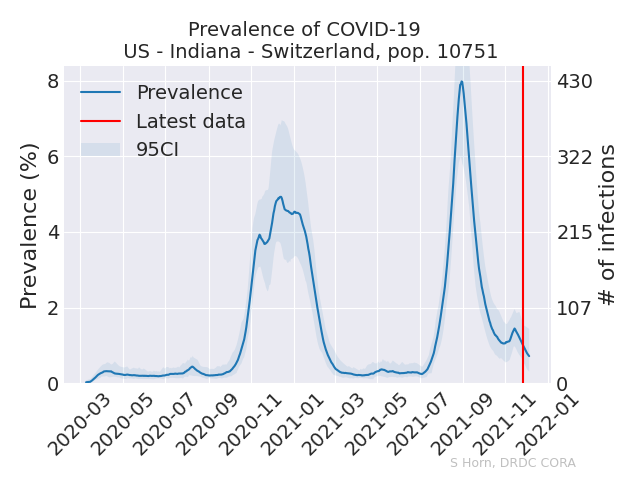 Prevalence of COVID-19
US - Indiana - Switzerland, pop. 10751
Prevalence
Latest data
95CI
Prevalence (%)
8
6
4
2
0
430
322
215
107
0
# of infections
2020-03
2020-05
2020-07
2020-09
2020-11
2021-01
2021-03
2021-05
2021-07
2021-09
2021-11
2022-01
S Horn, DRDC CORA